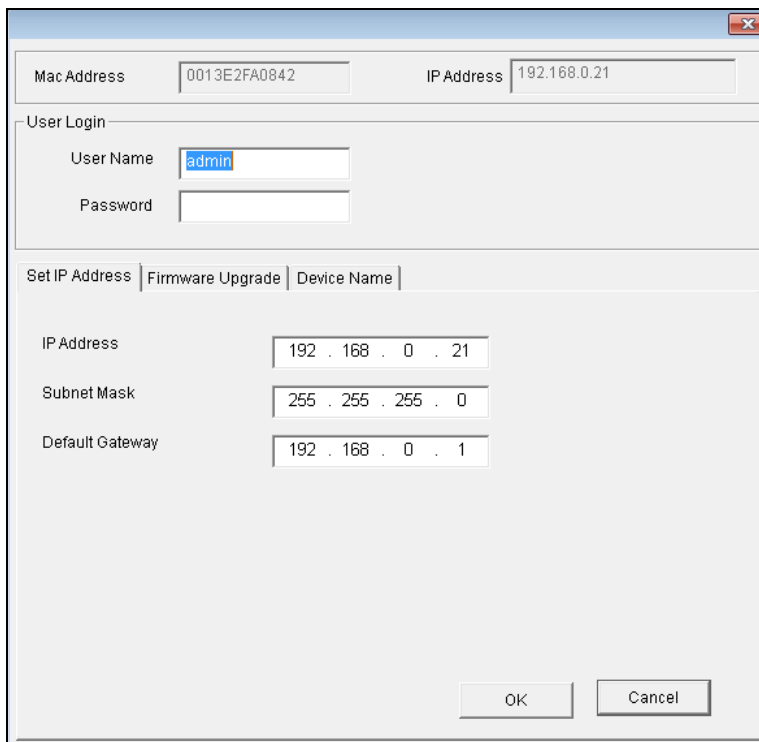 Mac Address 0013E2FA0842 IP Address 192.168.0.21
User Login
User Name admin
Password
Set IP Address Firmware Upgrade Device Name
IP Address 192 . 168 . 0 . 21
Subnet Mask 255 . 255 . 255 . 0
Default Gateway 192 . 168 . 0 . 1
OK Cancel